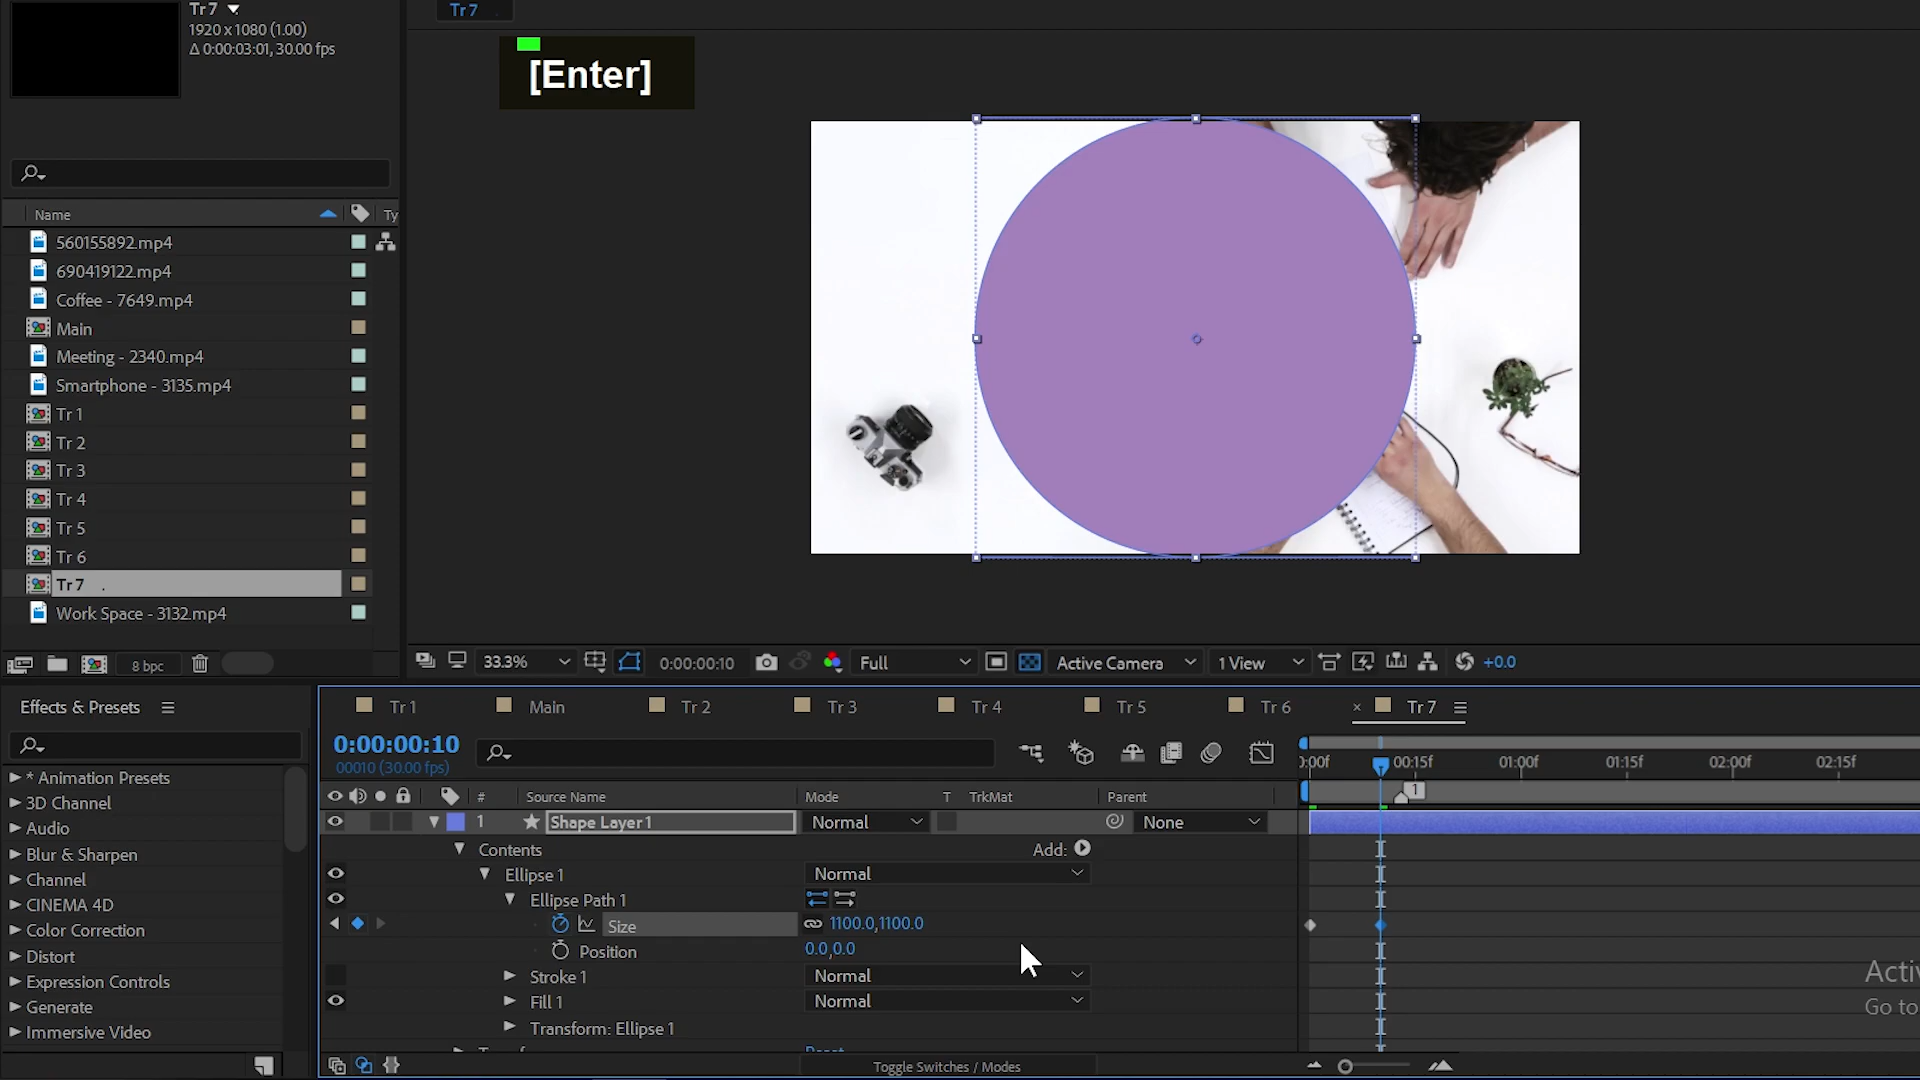 Tr 7
1920 x 1080 (1.00)
Δ 0:00:03:01, 30.00 fps
Tr 7
[Enter]
Name
Ty
560155892.mp4
690419122.mp4
Coffee - 7649.mp4
Main
Meeting - 2340.mp4
Smartphone - 3135.mp4
Tr 1
Tr 2
Tr 3
Tr 4
Tr 5
Tr 6
Tr 7 .
Work Space - 3132.mp4
8 bpc
33.3%
0:00:00:10
Full
Active Camera
1 View
+0.0
Effects & Presets
* Animation Presets
3D Channel
Audio
Blur & Sharpen
Channel
CINEMA 4D
Color Correction
Distort
Expression Controls
Generate
Immersive Video
Tr 1
Main
Tr 2
Tr 3
Tr 4
Tr 5
Tr 6
× Tr 7
0:00:00:10
00010 (30.00 fps)
):00f
00:15f
01:00f
01:15f
02:00f
02:15f
1
#
Source Name
Mode
T
TrkMat
Parent
1
Shape Layer 1
Normal
None
Contents
Add:
Ellipse 1
Normal
Ellipse Path 1
Size
1100.0,1100.0
Position
0.0,0.0
Stroke 1
Normal
Fill 1
Normal
Transform: Ellipse 1
Toggle Switches / Modes
Acti
Go to